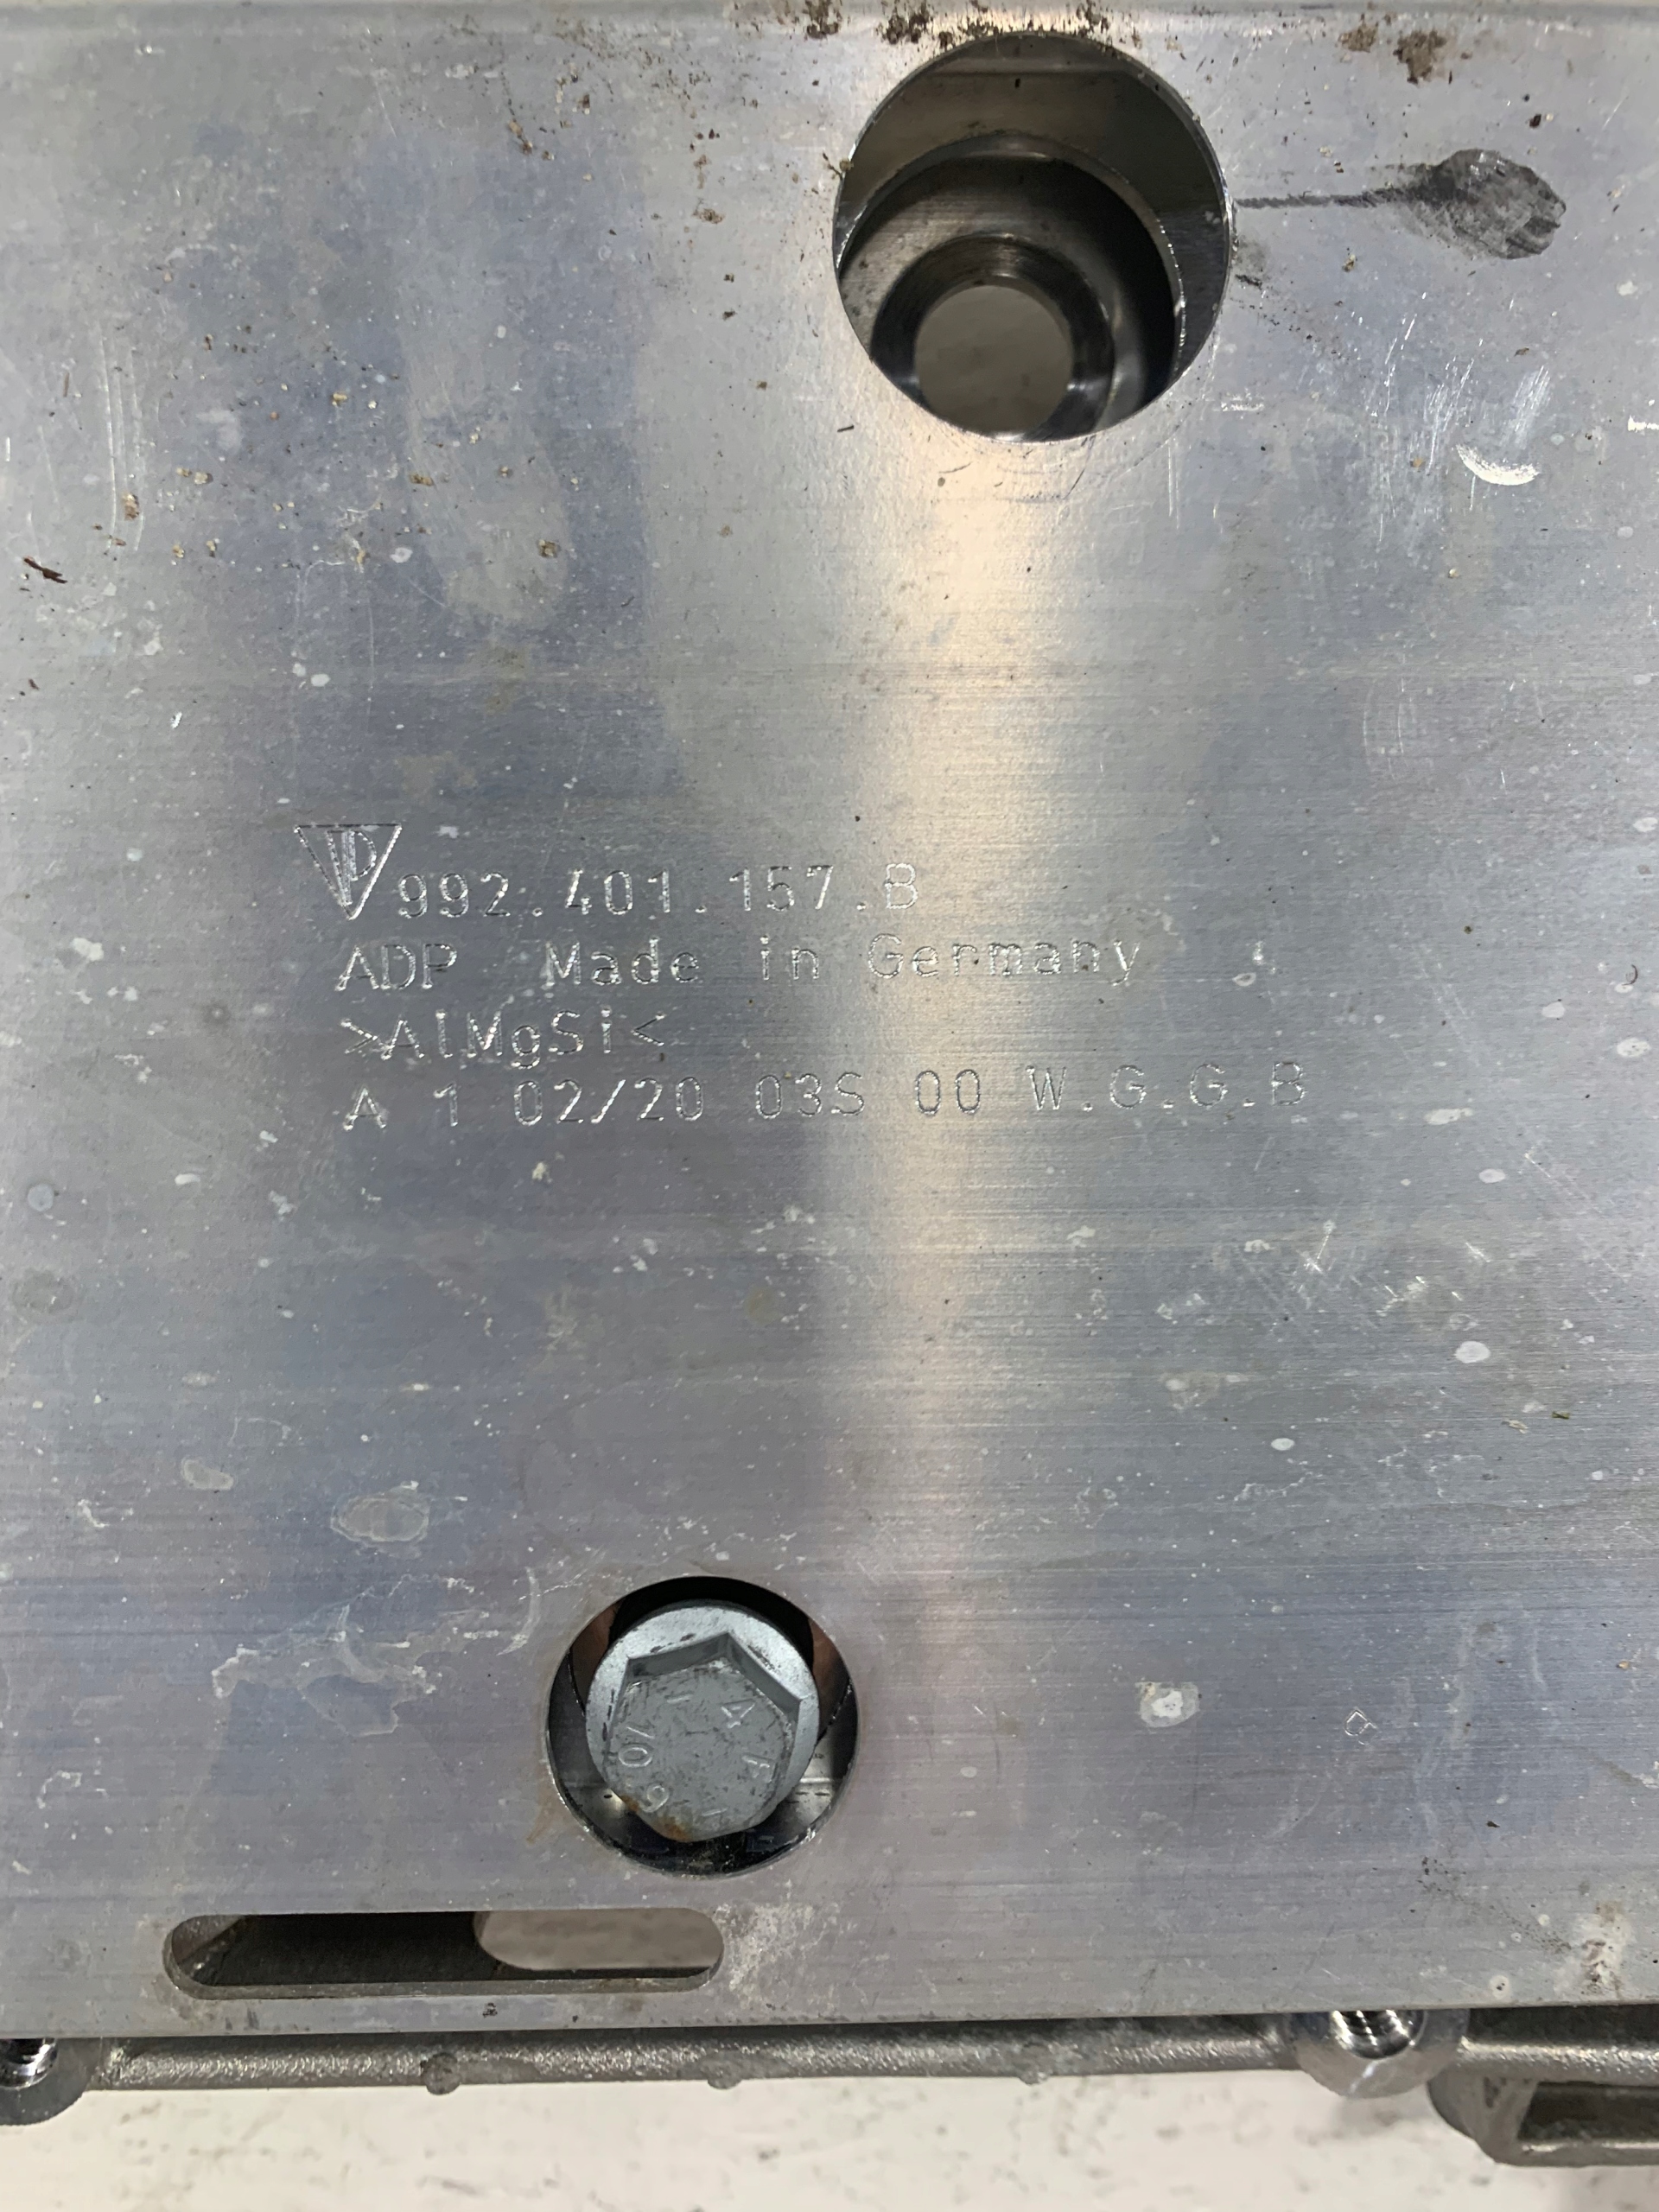 992.401.157.B
ADP Made in Germany
>AlMgSi<
A 1 02/20 03S 00 W.G.G.B